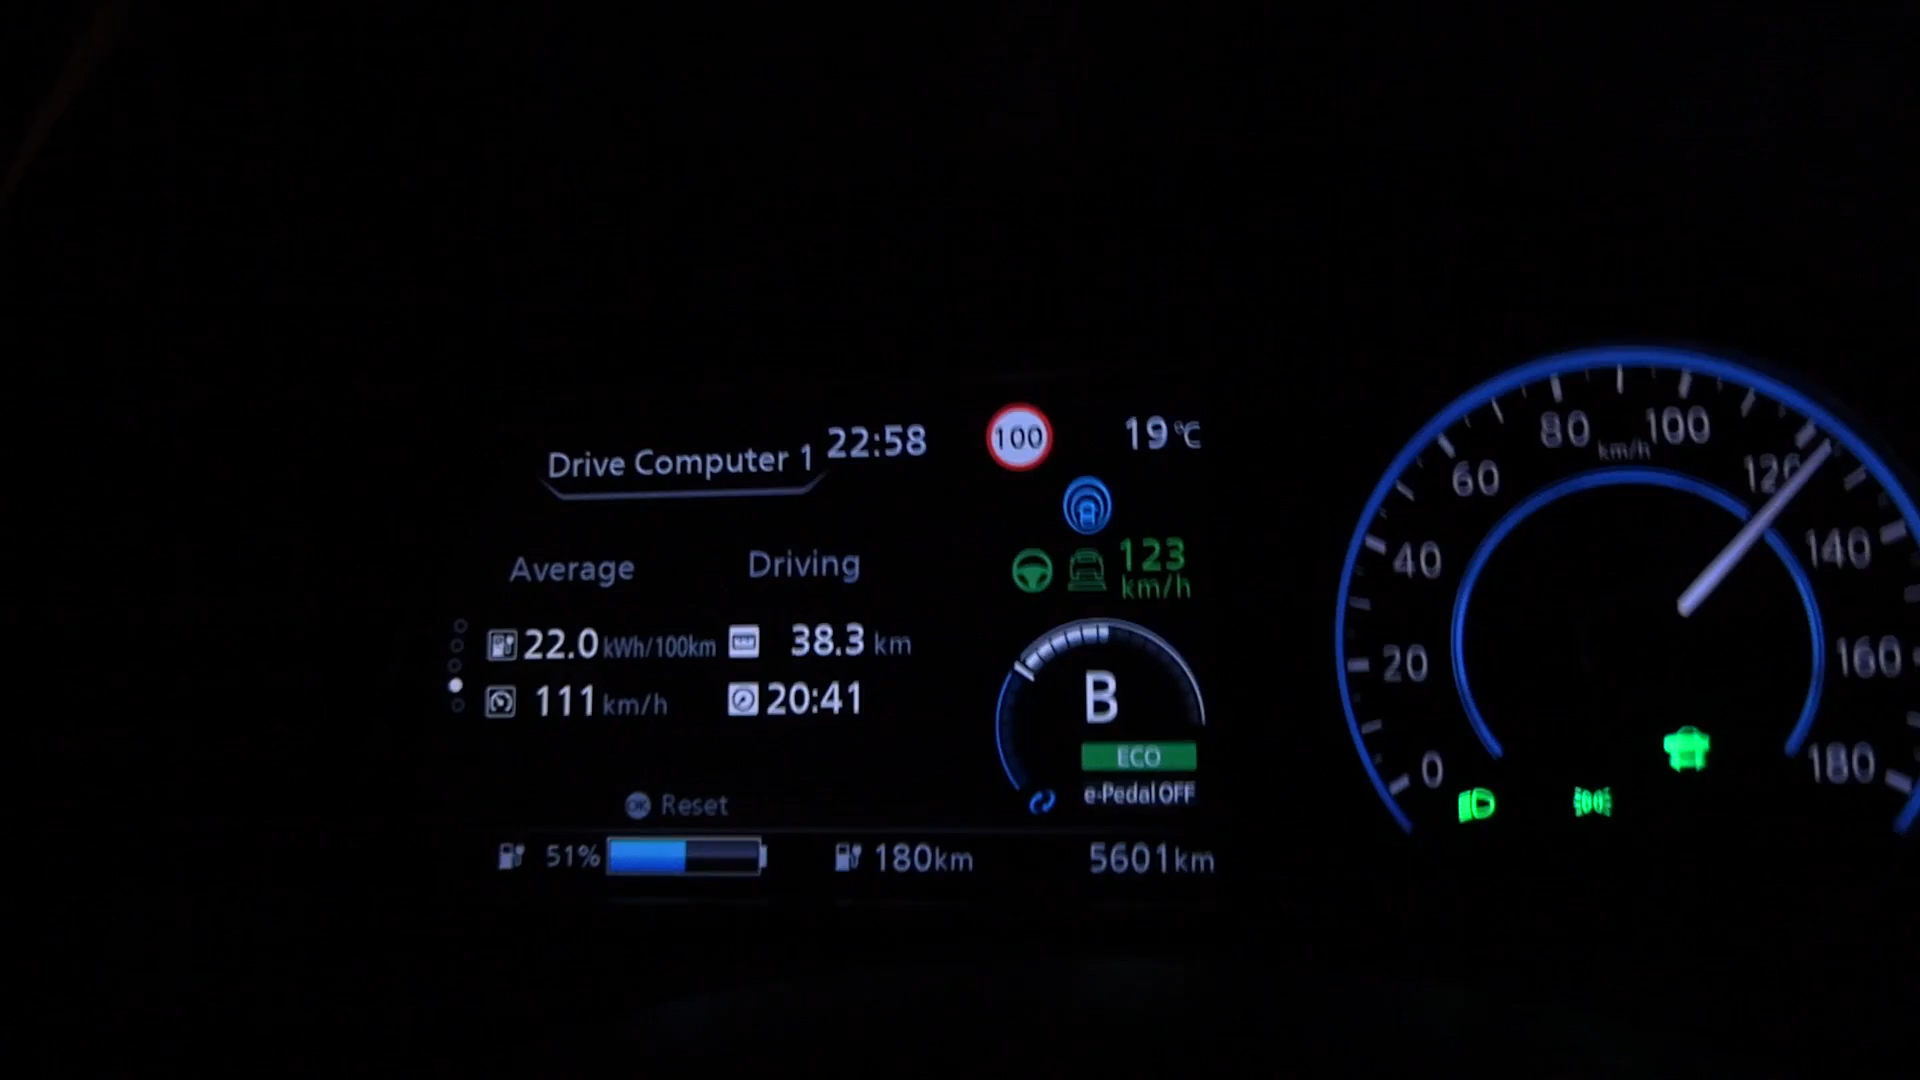 Drive Computer 1 22:58 100 19°C
Average Driving 123
km/h
22.0 kWh/100km 38.3 km
111 km/h 20:41
B
ECO
e-Pedal OFF
OK Reset
51% 180km 5601km
0
20
40
60
80
100
120
140
160
180
km/h